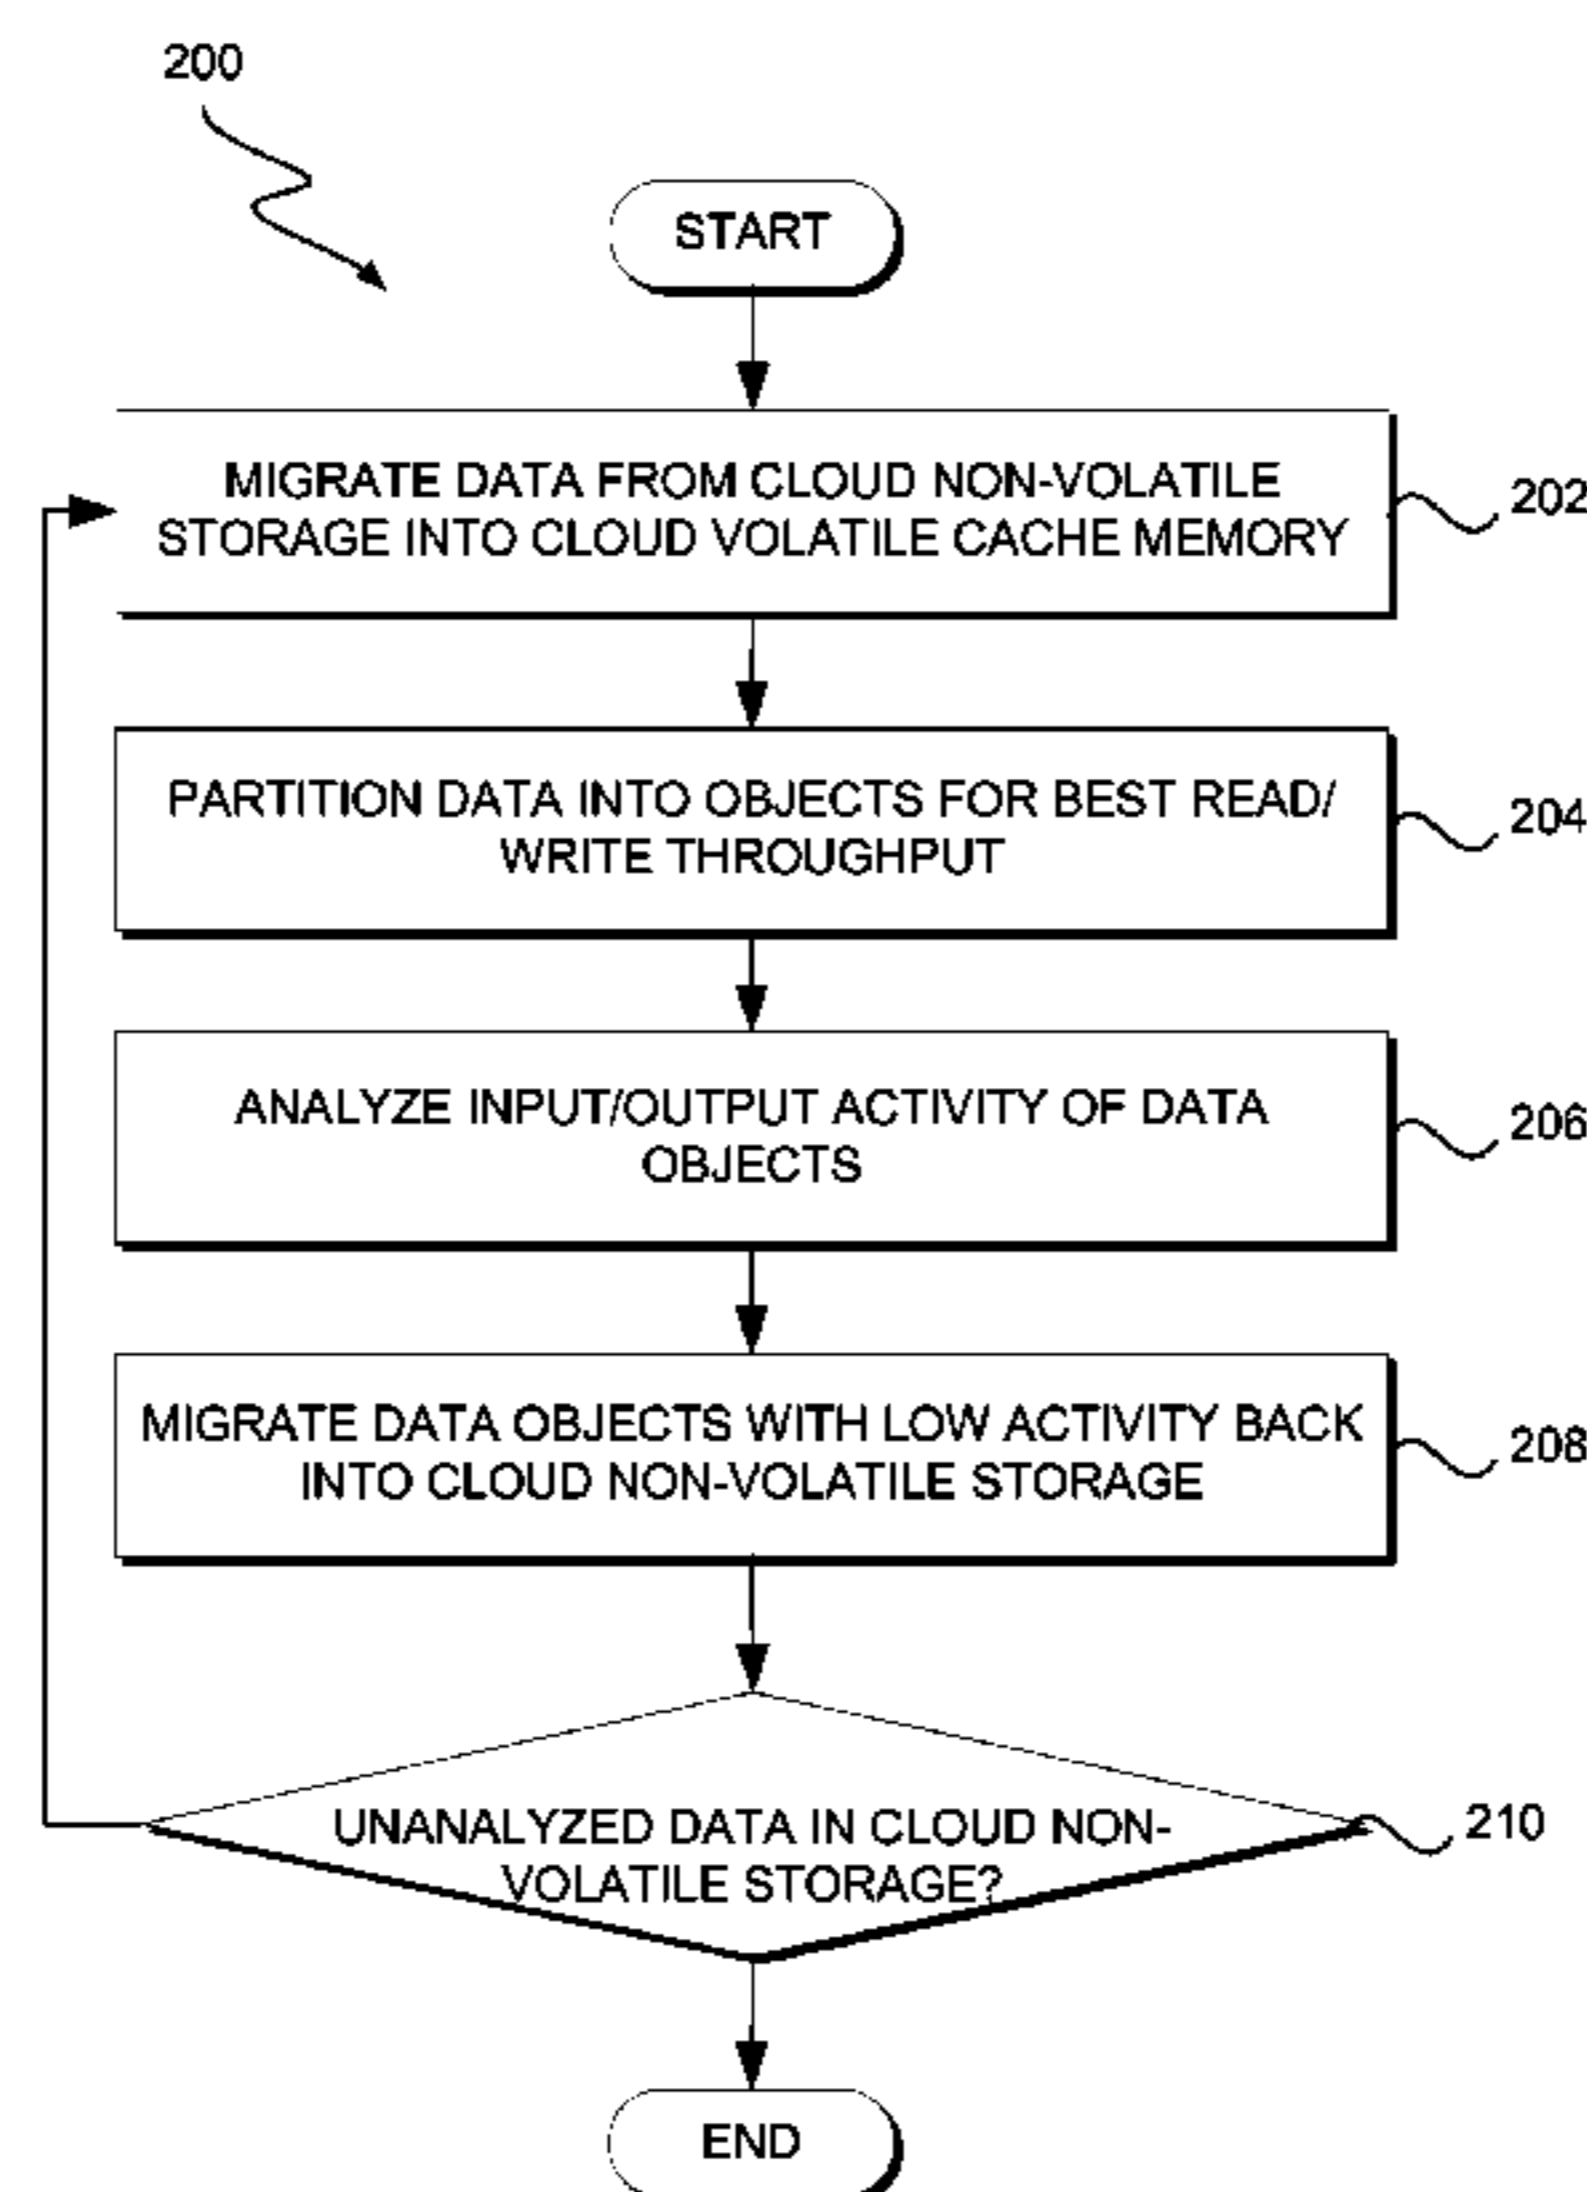 200
START
MIGRATE DATA FROM CLOUD NON-VOLATILE
STORAGE INTO CLOUD VOLATILE CACHE MEMORY
202
PARTITION DATA INTO OBJECTS FOR BEST READ/
WRITE THROUGHPUT
204
ANALYZE INPUT/OUTPUT ACTIVITY OF DATA
OBJECTS
206
MIGRATE DATA OBJECTS WITH LOW ACTIVITY BACK
INTO CLOUD NON-VOLATILE STORAGE
208
UNANALYZED DATA IN CLOUD NON-
VOLATILE STORAGE?
210
END